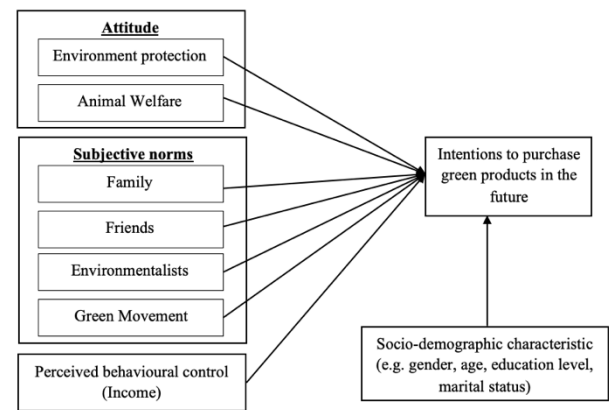 Attitude
Environment protection
Animal Welfare
Subjective norms
Family
Friends
Environmentalists
Green Movement
Perceived behavioural control
(Income)
Intentions to purchase
green products in the
future
Socio-demographic characteristic
(e.g. gender, age, education level,
marital status)